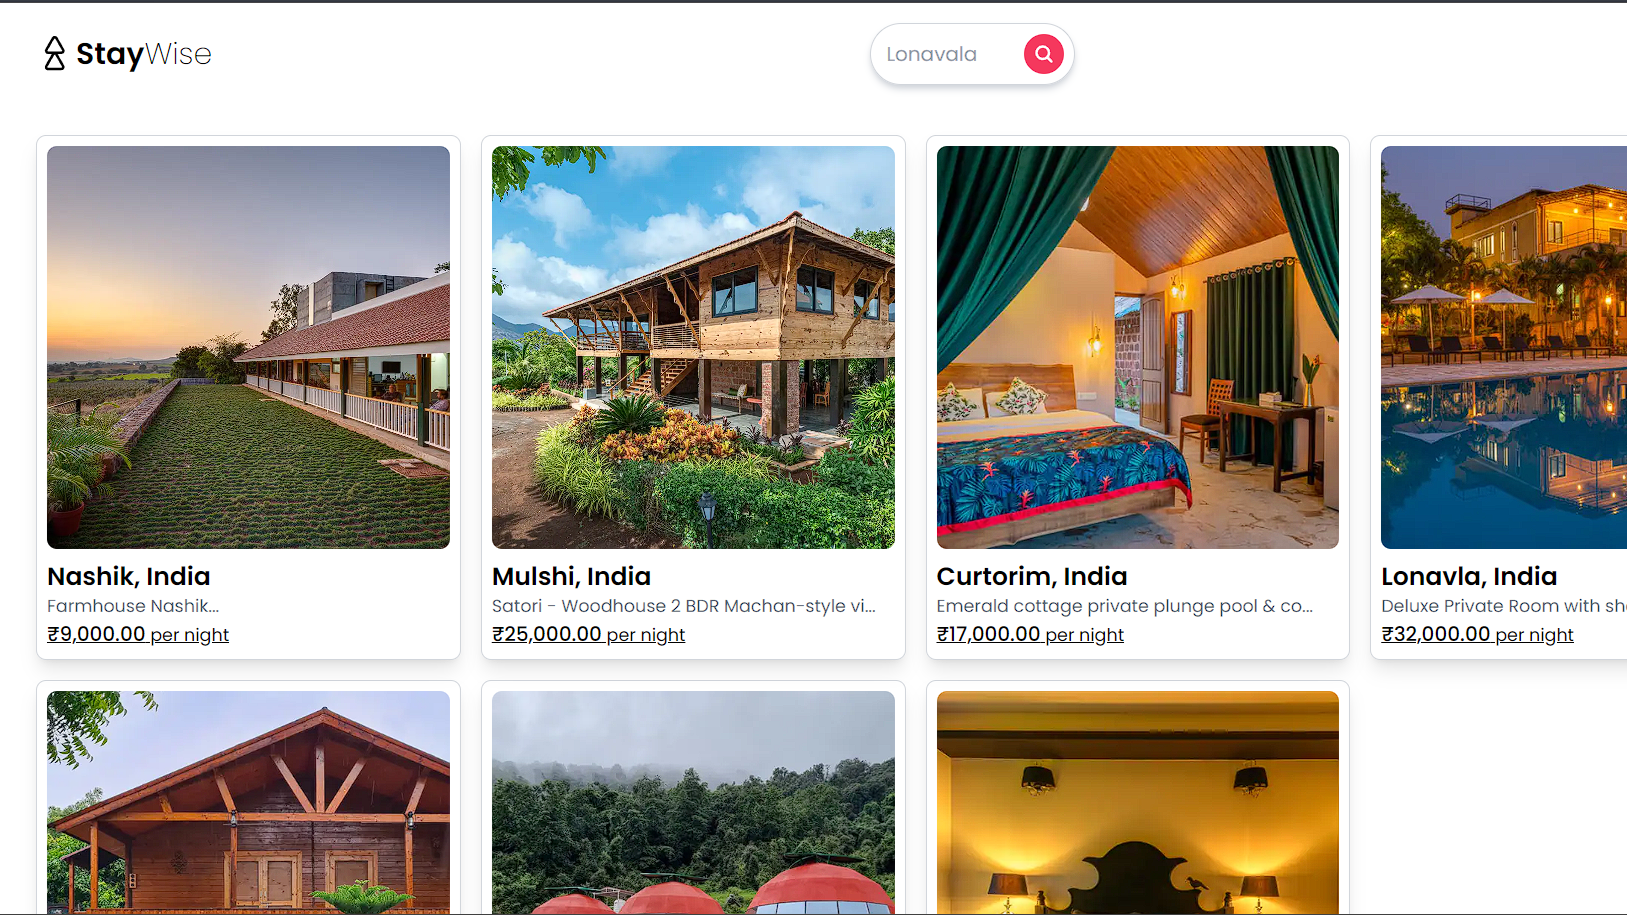 StayWise
Lonavala
Nashik, India
Farmhouse Nashik...
₹9,000.00 per night
Mulshi, India
Satori - Woodhouse 2 BDR Machan-style vi...
₹25,000.00 per night
Curtorim, India
Emerald cottage private plunge pool & co...
₹17,000.00 per night
Lonavla, India
Deluxe Private Room with
₹32,000.00 per night